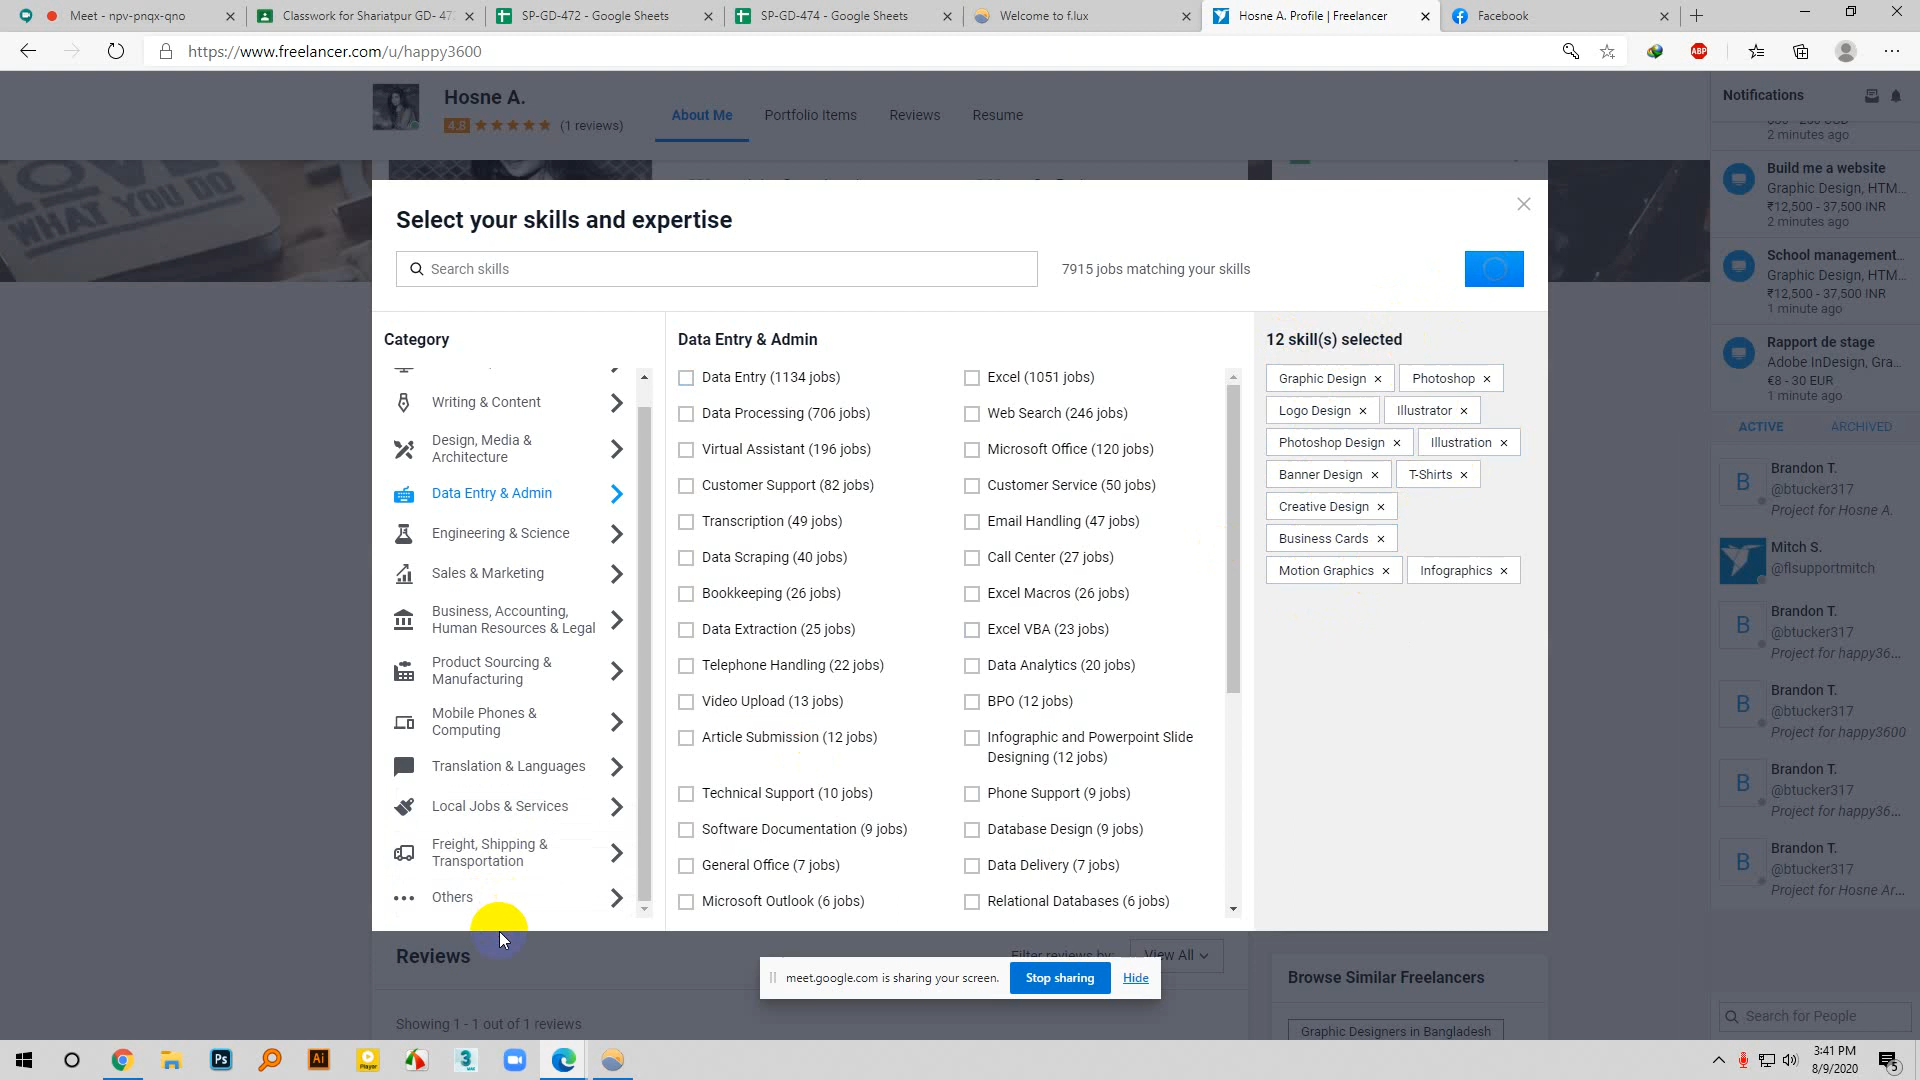 Meet - npv-pnqx-qno
Classwork for Shariatpur GD- 47
SP-GD-472 - Google Sheets
SP-GD-474 - Google Sheets
Welcome to f.lux
Hosne A. Profile | Freelancer
Facebook
https://www.freelancer.com/u/happy3600
ABP
Hosne A.
4.8 (1 reviews)
About Me
Portfolio Items
Reviews
Resume
LOVE
WHAT YOU DO
Select your skills and expertise
Search skills
7915 jobs matching your skills
Category
Writing & Content
Design, Media &
Architecture
Data Entry & Admin
Engineering & Science
Sales & Marketing
Business, Accounting,
Human Resources & Legal
Product Sourcing &
Manufacturing
Mobile Phones &
Computing
Translation & Languages
Local Jobs & Services
Freight, Shipping &
Transportation
Others
Data Entry & Admin
Data Entry (1134 jobs)
Excel (1051 jobs)
Data Processing (706 jobs)
Web Search (246 jobs)
Virtual Assistant (196 jobs)
Microsoft Office (120 jobs)
Customer Support (82 jobs)
Customer Service (50 jobs)
Transcription (49 jobs)
Email Handling (47 jobs)
Data Scraping (40 jobs)
Call Center (27 jobs)
Bookkeeping (26 jobs)
Excel Macros (26 jobs)
Data Extraction (25 jobs)
Excel VBA (23 jobs)
Telephone Handling (22 jobs)
Data Analytics (20 jobs)
Video Upload (13 jobs)
BPO (12 jobs)
Article Submission (12 jobs)
Infographic and Powerpoint Slide
Designing (12 jobs)
Technical Support (10 jobs)
Phone Support (9 jobs)
Software Documentation (9 jobs)
Database Design (9 jobs)
General Office (7 jobs)
Data Delivery (7 jobs)
Microsoft Outlook (6 jobs)
Relational Databases (6 jobs)
12 skill(s) selected
Graphic Design ×
Photoshop ×
Logo Design ×
Illustrator ×
Photoshop Design ×
Illustration ×
Banner Design ×
T-Shirts ×
Creative Design ×
Business Cards ×
Motion Graphics ×
Infographics ×
Notifications
2 minutes ago
Build me a website
Graphic Design, HTM...
₹12,500 - 37,500 INR
2 minutes ago
School management...
Graphic Design, HTM...
₹12,500 - 37,500 INR
1 minute ago
Rapport de stage
Adobe InDesign, Gra...
€8 - 30 EUR
1 minute ago
ACTIVE
ARCHIVED
B
Brandon T.
@btucker317
Project for Hosne A.
Mitch S.
@flsupportmitch
B
Brandon T.
@btucker317
Project for happy36...
B
Brandon T.
@btucker317
Project for happy3600
B
Brandon T.
@btucker317
Project for happy36...
B
Brandon T.
@btucker317
Project for Hosne Ar...
Search for People
Reviews
Filter reviews by:
View All
Showing 1 - 1 out of 1 reviews
meet.google.com is sharing your screen.
Stop sharing
Hide
Browse Similar Freelancers
Graphic Designers in Bangladesh
Ps
Ai
Player
3
3:41 PM
8/9/2020
5